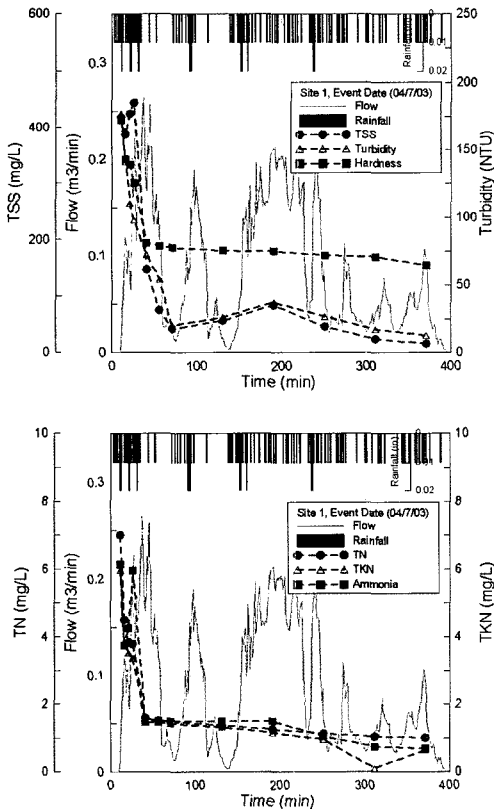 600
500
400
200
0
TSS (mg/L)
0.3
0.2
0.1
0
Flow (m3/min)
0
0.01
0.02
Rainfall
250
200
150
100
50
0
Turbidity (NTU)
Site 1, Event Date (04/7/03)
Flow
Rainfall
TSS
Turbidity
Hardness
0 100 200 300 400
Time (min)
10
8
6
4
2
0
TN (mg/L)
0.3
0.2
0.1
0
Flow (m3/min)
0
0.01
0.02
Rainfall (in)
10
8
6
4
2
0
TKN (mg/L)
Site 1, Event Date (04/7/03)
Flow
Rainfall
TN
TKN
Ammonia
0 100 200 300 400
Time (min)